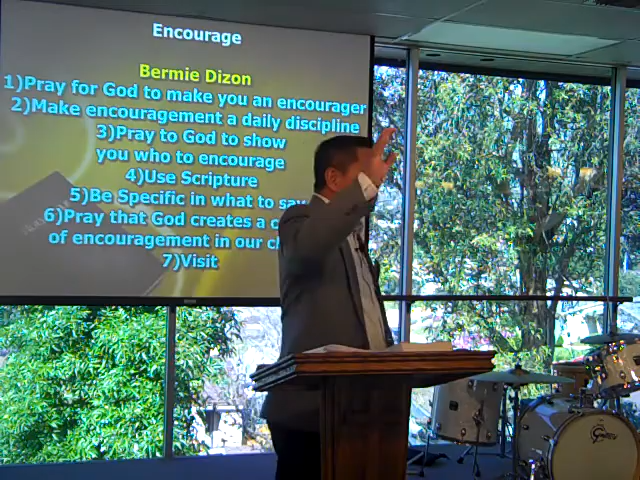 Encourage
Bermie Dizon
1)Pray for God to make you an encourager
2)Make encouragement a daily discipline
3)Pray to God to show
you who to encourage
4)Use Scripture
5)Be Specific in what to say
6)Pray that God creates a
of encouragement in our
7)Visit